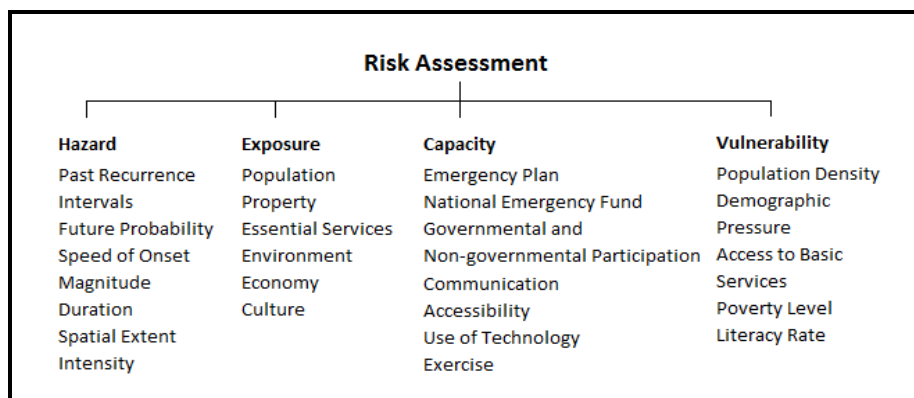 Risk Assessment
Hazard
Past Recurrence
Intervals
Future Probability
Speed of Onset
Magnitude
Duration
Spatial Extent
Intensity
Exposure
Population
Property
Essential Services
Environment
Economy
Culture
Capacity
Emergency Plan
National Emergency Fund
Governmental and
Non-governmental Participation
Communication
Accessibility
Use of Technology
Exercise
Vulnerability
Population Density
Demographic
Pressure
Access to Basic
Services
Poverty Level
Literacy Rate